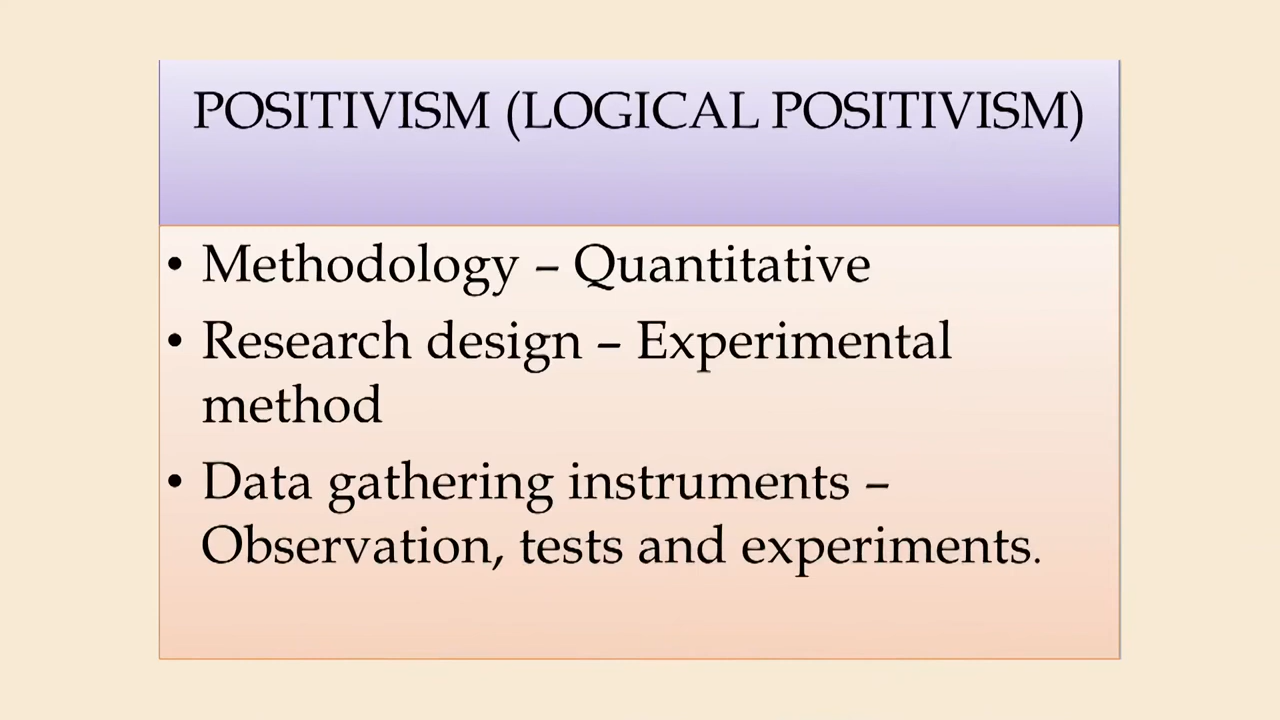 POSITIVISM (LOGICAL POSITIVISM)
• Methodology – Quantitative
• Research design – Experimental
method
• Data gathering instruments –
Observation, tests and experiments.